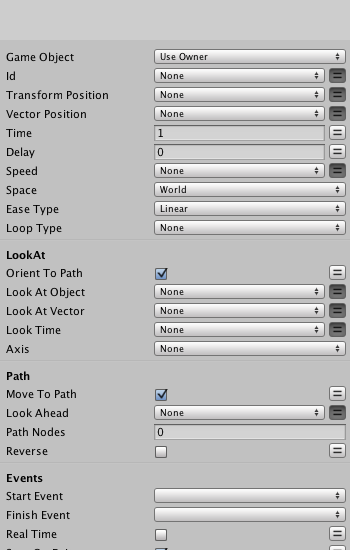 Game Object Use Owner
Id None
Transform Position None
Vector Position None
Time 1
Delay 0
Speed None
Space World
Ease Type Linear
Loop Type None
LookAt
Orient To Path
Look At Object None
Look At Vector None
Look Time None
Axis None
Path
Move To Path
Look Ahead None
Path Nodes 0
Reverse
Events
Start Event
Finish Event
Real Time